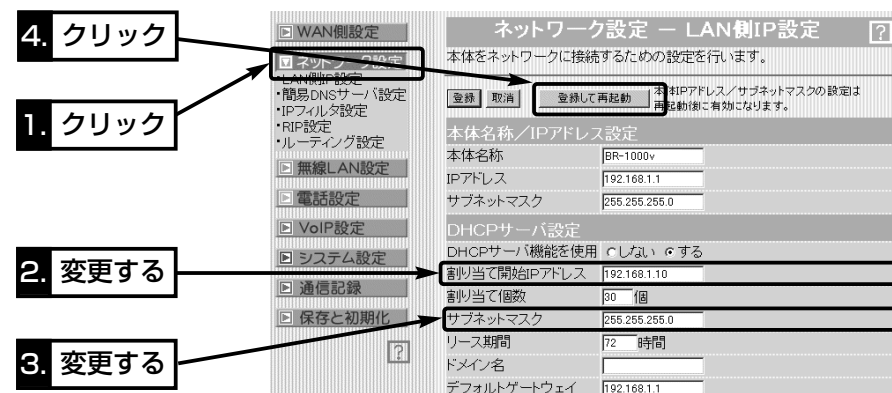 4. クリック
1. クリック
2. 変更する
3. 変更する
WAN側設定
ネットワーク設定
・LAN側IP設定
・簡易DNSサーバ設定
・IPフィルタ設定
・RIP設定
・ルーティング設定
無線LAN設定
電話設定
VoIP設定
システム設定
通信記録
保存と初期化
?
ネットワーク設定 － LAN側IP設定 ?
本体をネットワークに接続するための設定を行います。
登録 取消 登録して再起動 本体IPアドレス／サブネットマスクの設定は
再起動後に有効になります。
本体名称／IPアドレス設定
本体名称 BR-1000v
IPアドレス 192.168.1.1
サブネットマスク 255.255.255.0
DHCPサーバ設定
DHCPサーバ機能を使用 しない する
割り当て開始IPアドレス 192.168.1.10
割り当て個数 30 個
サブネットマスク 255.255.255.0
リース期間 72 時間
ドメイン名
デフォルトゲートウェイ 192.168.1.1